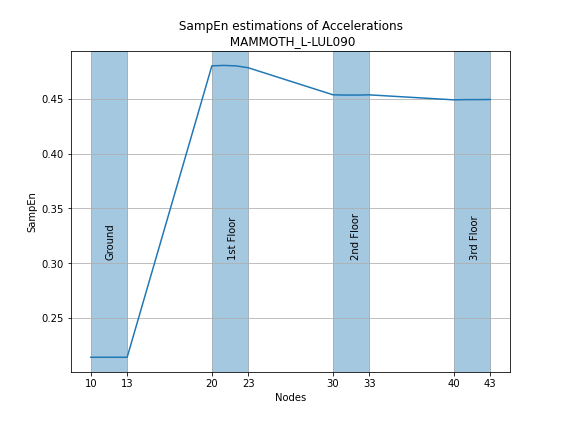 SampEn estimations of Accelerations
MAMMOTH_L-LUL090
SampEn
0.45
0.40
0.35
0.30
0.25
Ground
1st Floor
2nd Floor
3rd Floor
10 13 20 23 30 33 40 43
Nodes